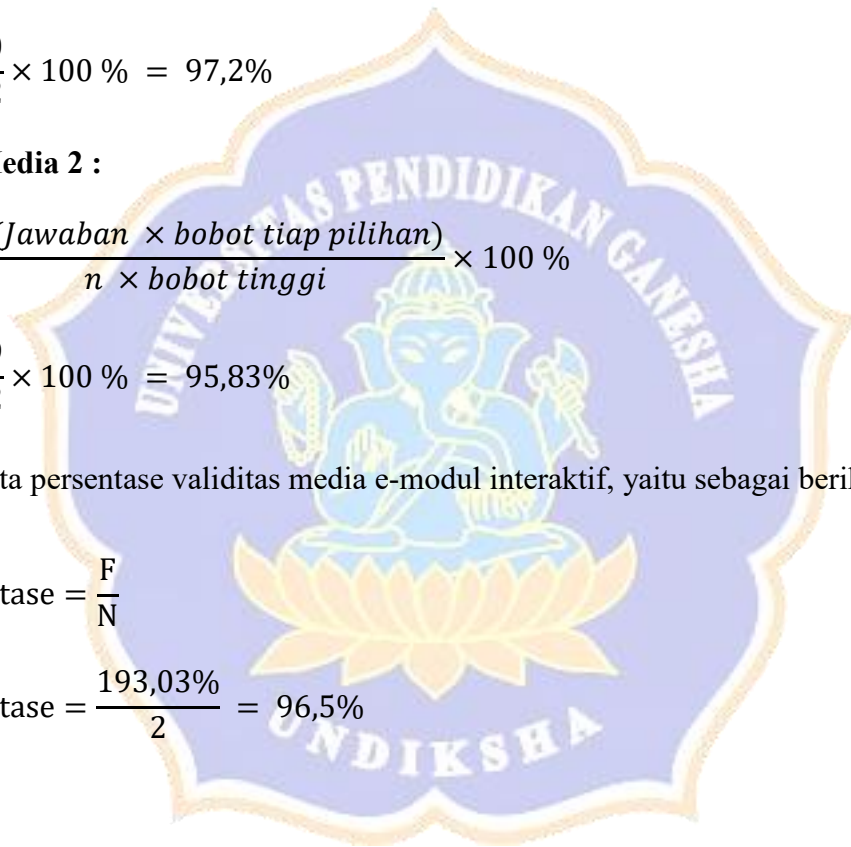 × 100 % = 97,2%
edia 2 :
(Jawaban × bobot tiap pilihan)
n × bobot tinggi
× 100 %
× 100 % = 95,83%
ta persentase validitas media e-modul interaktif, yaitu sebagai beri
tase = F
N
tase = 193,03%
2
= 96,5%
UNIVERSITAS PENDIDIKAN GANESHA
UNDIKSHA